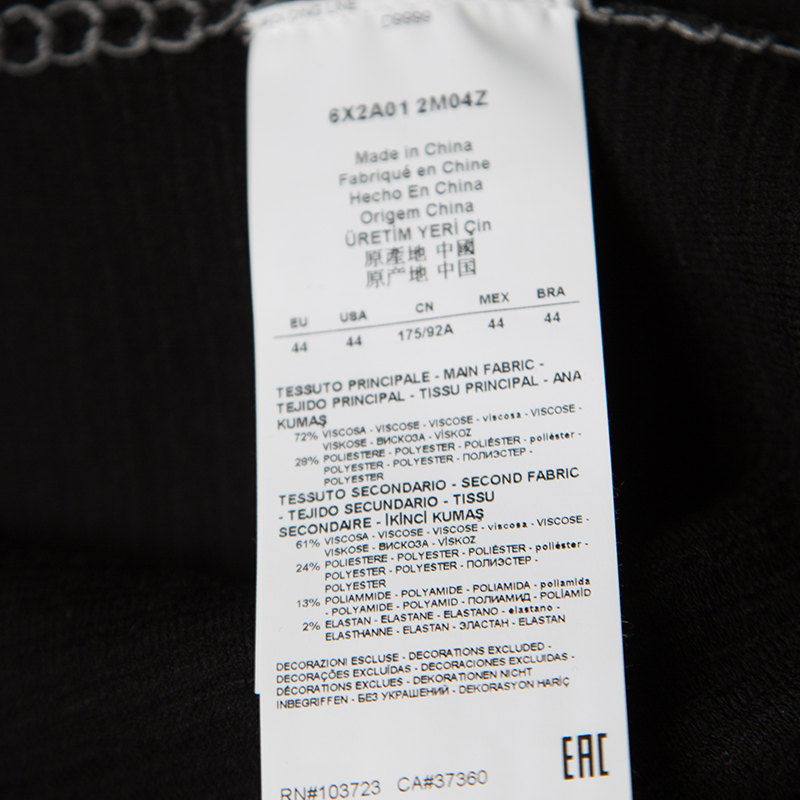 D9999
6X2A01 2M04Z
Made in China
Fabriqué en Chine
Hecho En China
Origem China
ÜRETİM YERİ Çin
原產地 中國
原产地 中国
EU USA CN MEX BRA
44 44 175/92A 44 44
TESSUTO PRINCIPALE - MAIN FABRIC -
TEJIDO PRINCIPAL - TISSU PRINCIPAL - ANA
KUMAŞ
72% VISCOSA - VISCOSE - VISCOSE - viscosa - VISCOSE -
VISKOSE - ВИСКОЗА - VİSKOZ
28% POLIESTERE - POLYESTER - POLIÉSTER - poliéster -
POLYESTER - POLYESTER - ПОЛИЭСТЕР -
POLYESTER
TESSUTO SECONDARIO - SECOND FABRIC
- TEJIDO SECUNDARIO - TISSU
SECONDAIRE - İKİNCİ KUMAŞ
61% VISCOSA - VISCOSE - VISCOSE - viscosa - VISCOSE -
VISKOSE - ВИСКОЗА - VİSKOZ
24% POLIESTERE - POLYESTER - POLIÉSTER - poliéster -
POLYESTER - POLYESTER - ПОЛИЭСТЕР -
POLYESTER
13% POLIAMMIDE - POLYAMIDE - POLIAMIDA - poliamida
- POLYAMIDE - POLYAMID - ПОЛИАМИД - POLİAMİD
2% ELASTAN - ELASTANE - ELASTANO - elastano -
ELASTHANNE - ELASTAN - ЭЛАСТАН - ELASTAN
DECORAZIONI ESCLUSE - DECORATIONS EXCLUDED -
DECORAÇÕES EXCLUÍDAS - DECORACIONES EXCLUIDAS -
DÉCORATIONS EXCLUES - DEKORATIONEN NICHT
INBEGRIFFEN - БЕЗ УКРАШЕНИЙ - DEKORASYON HARİÇ
EAC
RN#103723 CA#37360